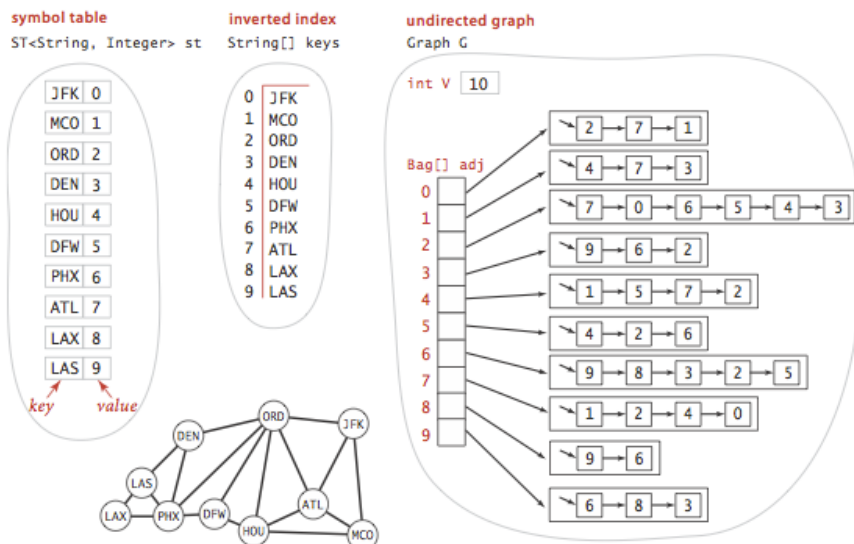 symbol table
ST<String, Integer> st
JFK 0
MCO 1
ORD 2
DEN 3
HOU 4
DFW 5
PHX 6
ATL 7
LAX 8
LAS 9
key value
inverted index
String[] keys
0 JFK
1 MCO
2 ORD
3 DEN
4 HOU
5 DFW
6 PHX
7 ATL
8 LAX
9 LAS
undirected graph
Graph G
int V 10
Bag[] adj
0
1
2
3
4
5
6
7
8
9
2 7 1
4 7 3
7 0 6 5 4 3
9 6 2
1 5 7 2
4 2 6
9 8 3 2 5
1 2 4 0
9 6
6 8 3
ORD
JFK
DEN
LAS
ATL
LAX
PHX
DFW
HOU
MCO